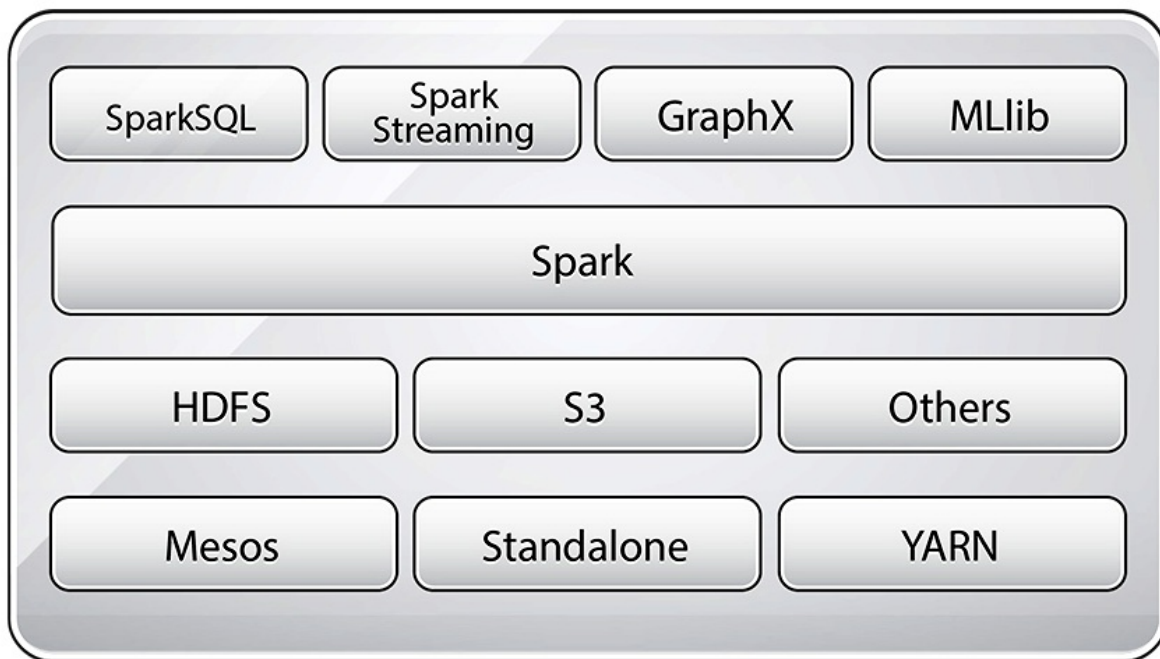 SparkSQL
Spark
Streaming
GraphX
MLlib
Spark
HDFS
S3
Others
Mesos
Standalone
YARN